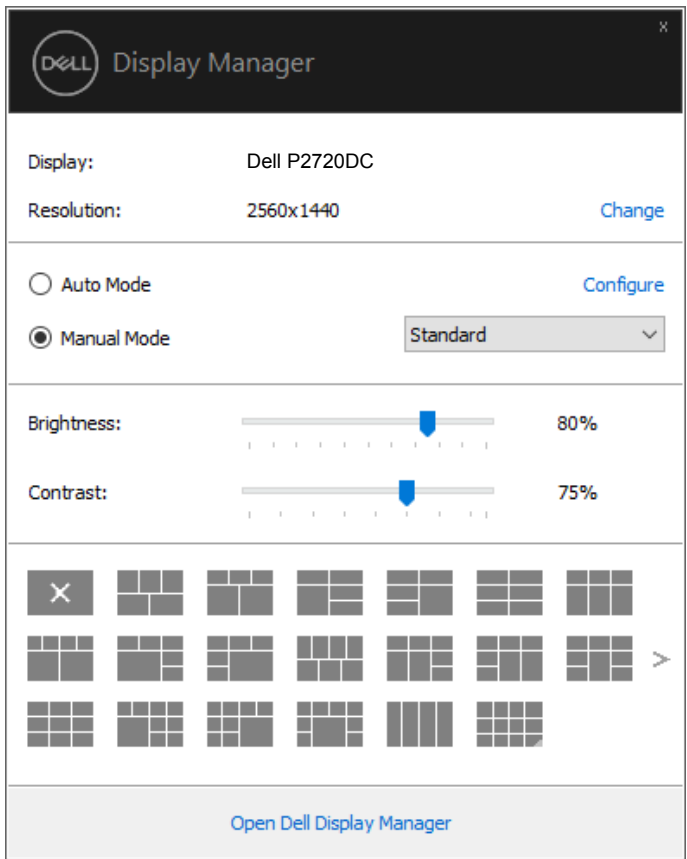 x
DELL Display Manager
Display: Dell P2720DC
Resolution: 2560x1440 Change
Auto Mode Configure
Manual Mode Standard
Brightness: 80%
Contrast: 75%
Open Dell Display Manager